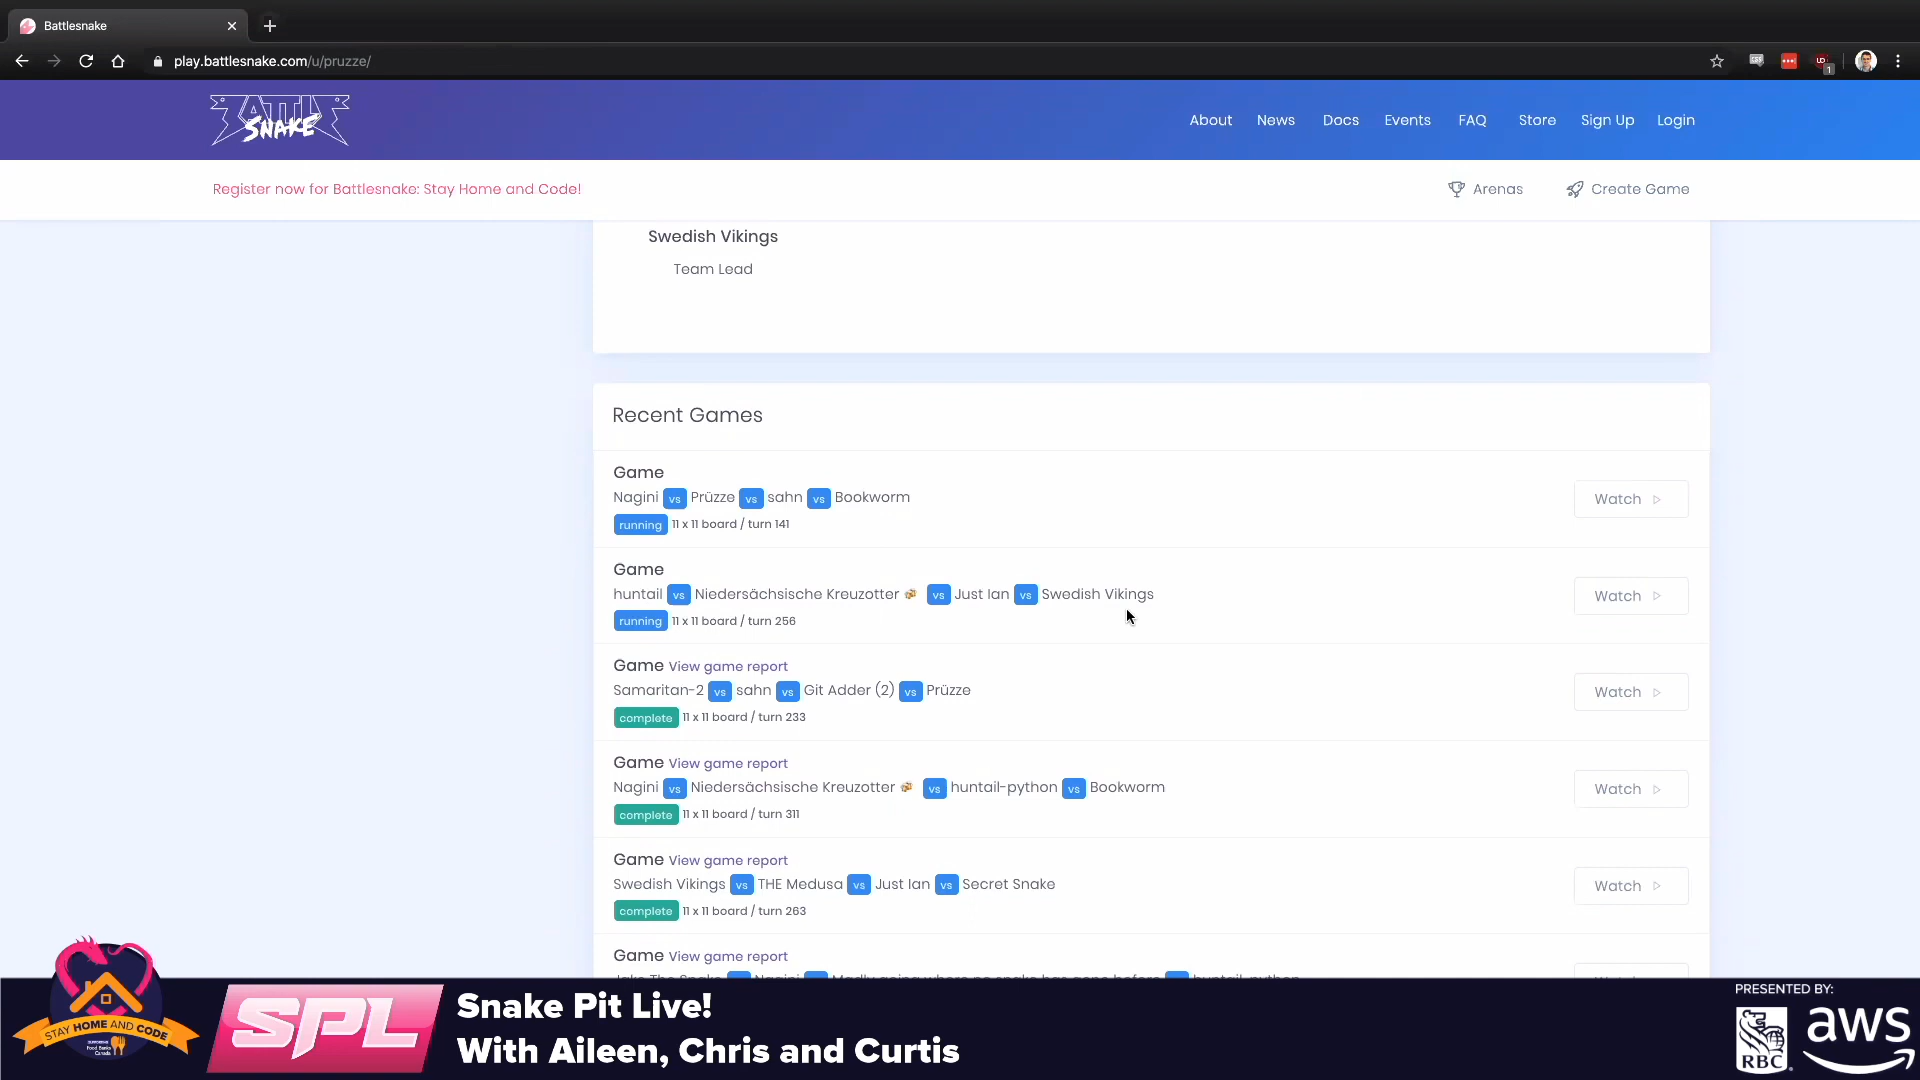 Battlesnake
play.battlesnake.com/u/pruzze/
BATTLE
SNAKE
About News Docs Events FAQ Store Sign Up Login
Register now for Battlesnake: Stay Home and Code!
Arenas Create Game
Swedish Vikings
Team Lead
Recent Games
Game
Nagini vs Prüzze vs sahn vs Bookworm
running 11 x 11 board / turn 141
Watch
Game
huntail vs Niedersächsische Kreuzotter vs Just Ian vs Swedish Vikings
running 11 x 11 board / turn 256
Watch
Game View game report
Samaritan-2 vs sahn vs Git Adder (2) vs Prüzze
complete 11 x 11 board / turn 233
Watch
Game View game report
Nagini vs Niedersächsische Kreuzotter vs huntail-python vs Bookworm
complete 11 x 11 board / turn 311
Watch
Game View game report
Swedish Vikings vs THE Medusa vs Just Ian vs Secret Snake
complete 11 x 11 board / turn 263
Watch
Game View game report
STAY HOME AND CODE
SUPPORTING
Food Banks
Canada
SPL
Snake Pit Live!
With Aileen, Chris and Curtis
PRESENTED BY:
RBC
aws